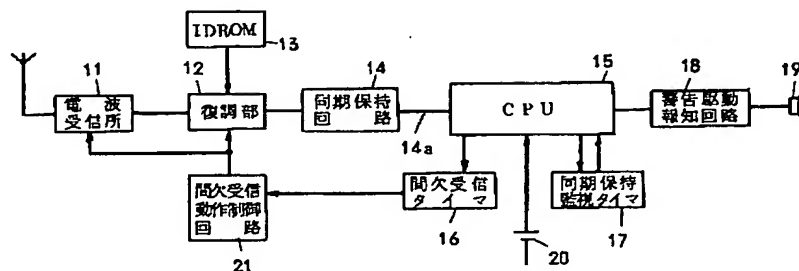 IDROM
13
11
電波
受信所
12
復調部
14
同期保持
回路
14a
15
CPU
18
警告駆動
報知回路
19
間欠受信
動作制御
回路
21
間欠受信
タイマ
16
20
同期保持
監視タイマ
17